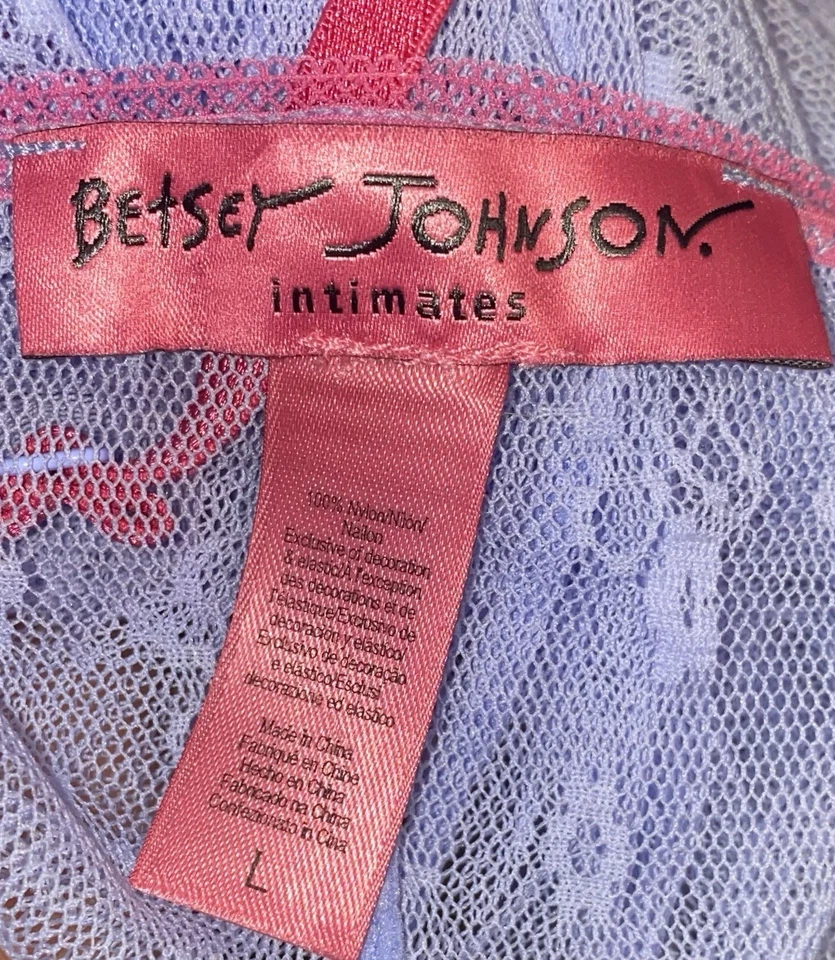 BETSEY JOHNSON.
intimates
100% Nylon/Nilon/
Nailon
Exclusive of decoration
& elastic/A l'exception
des décorations et de
l'élastique/Exclusivo de
decoración y elástico/
Exclusivo de decoração
e elástico/Esclusi
decorazione ed elastico
Made in China
Fabriqué en Chine
Hecho en China
Fabricado na China
Confezionato in Cina
L